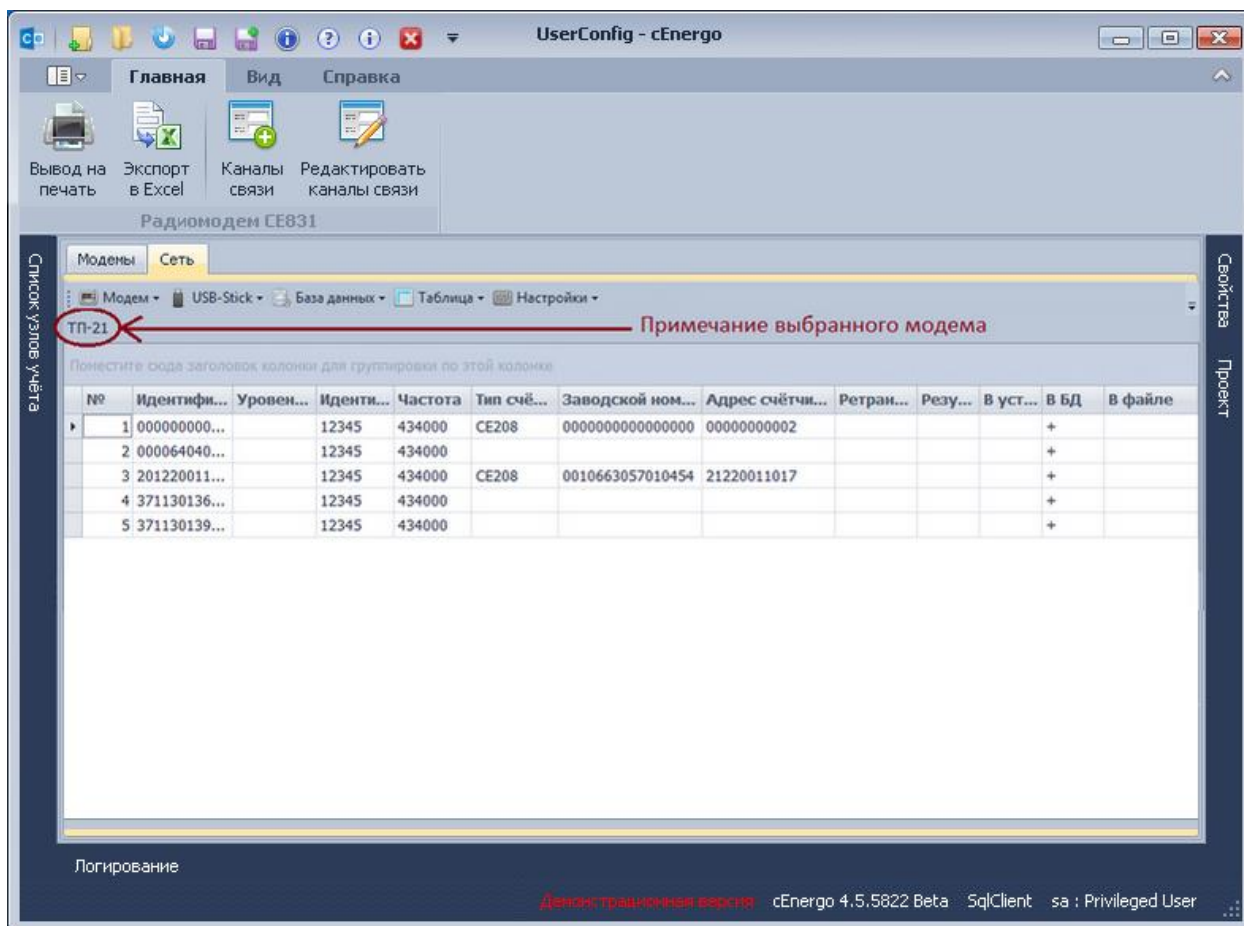 UserConfig - cEnergo
Главная Вид Справка
Вывод на печать
Экспорт в Excel
Каналы связи
Редактировать каналы связи
Радиомодем CE831
Список узлов учёта
Модемы Сеть
Модем USB-Stick База данных Таблица Настройки
ТП-21 Примечание выбранного модема
Поместите сюда заголовок колонки для группировки по этой колонке
№ Идентифи... Уровен... Иденти... Частота Тип счё... Заводской ном... Адрес счётчи... Ретран... Резу... В уст... В БД В файле
1 000000000... 12345 434000 CE208 0000000000000000 00000000002 +
2 000064040... 12345 434000 +
3 201220011... 12345 434000 CE208 0010663057010454 21220011017 +
4 371130136... 12345 434000 +
5 371130139... 12345 434000 +
Свойства
Проект
Логирование
Демонстрационная версия cEnergo 4.5.5822 Beta SqlClient sa : Privileged User